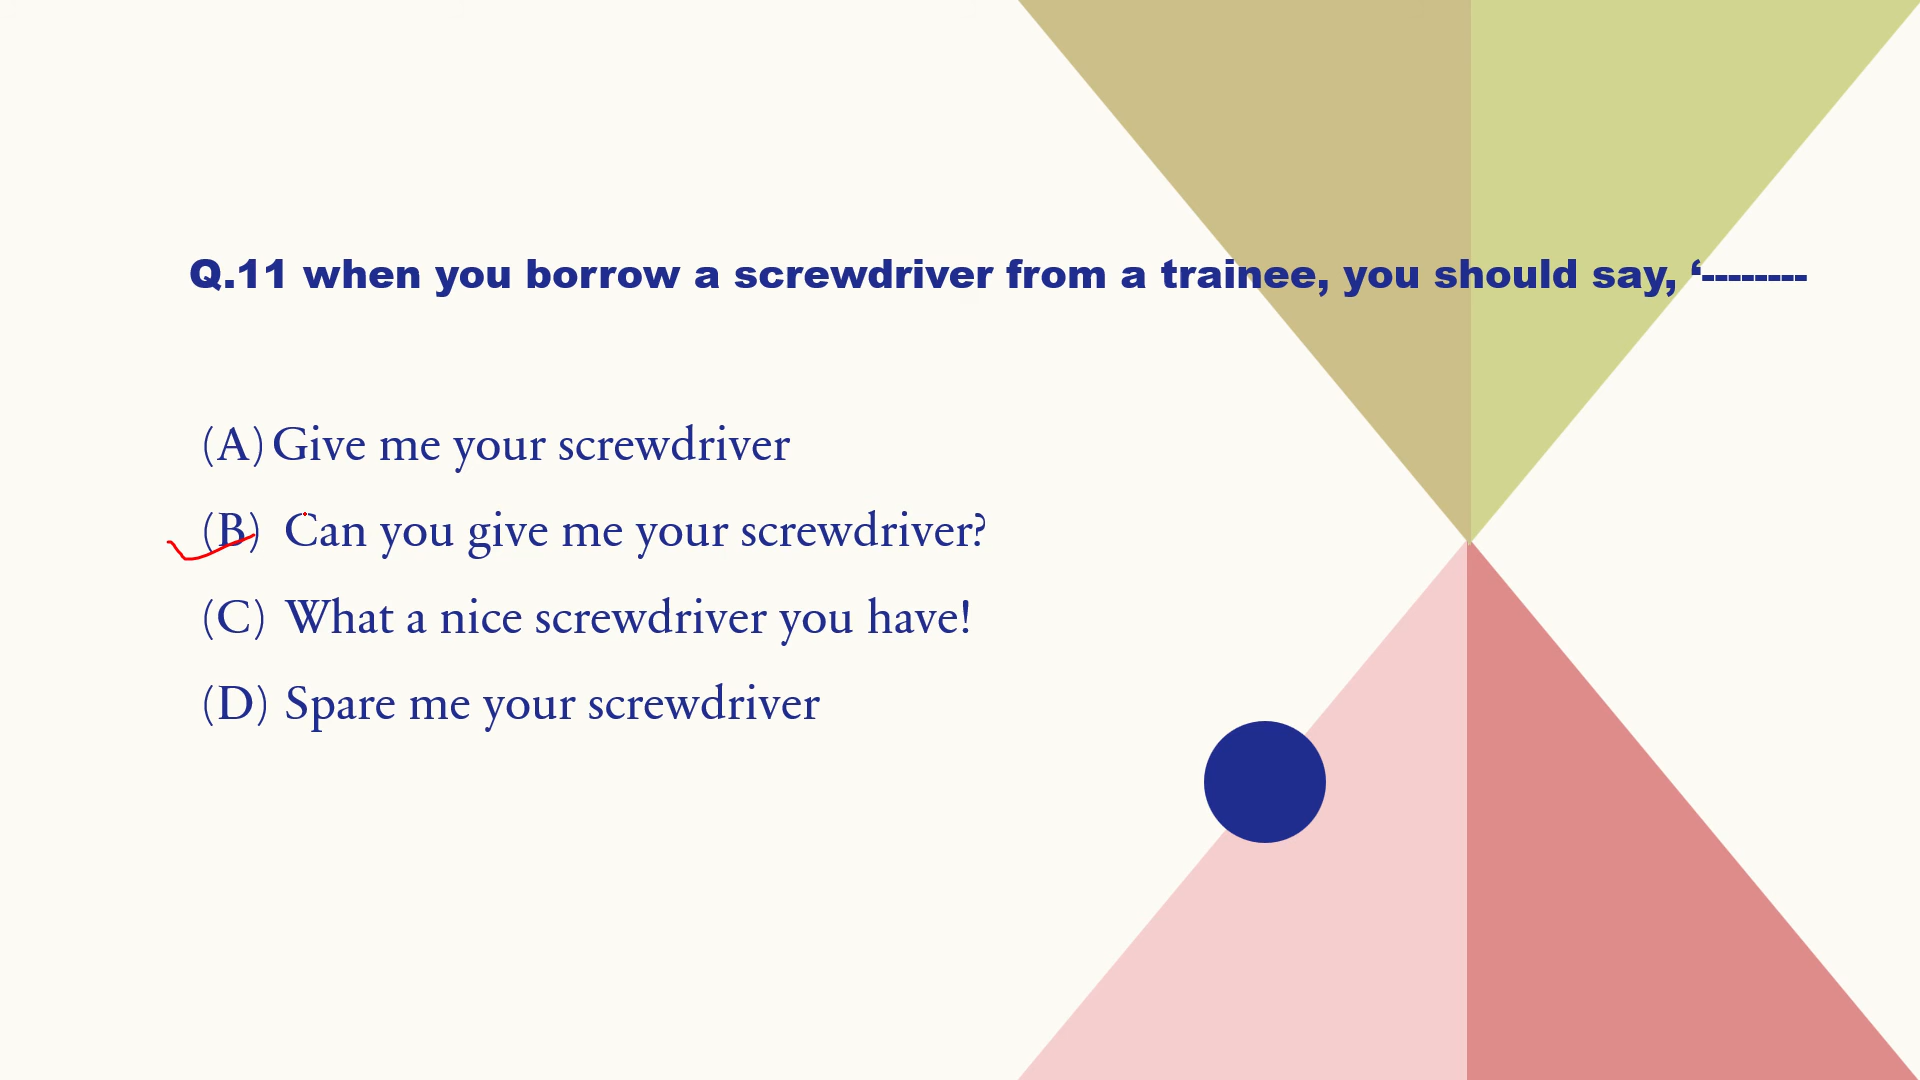 Q.11 when you borrow a screwdriver from a trainee, you should say, ‘--------
(A) Give me your screwdriver
(B) Can you give me your screwdriver?
(C) What a nice screwdriver you have!
(D) Spare me your screwdriver